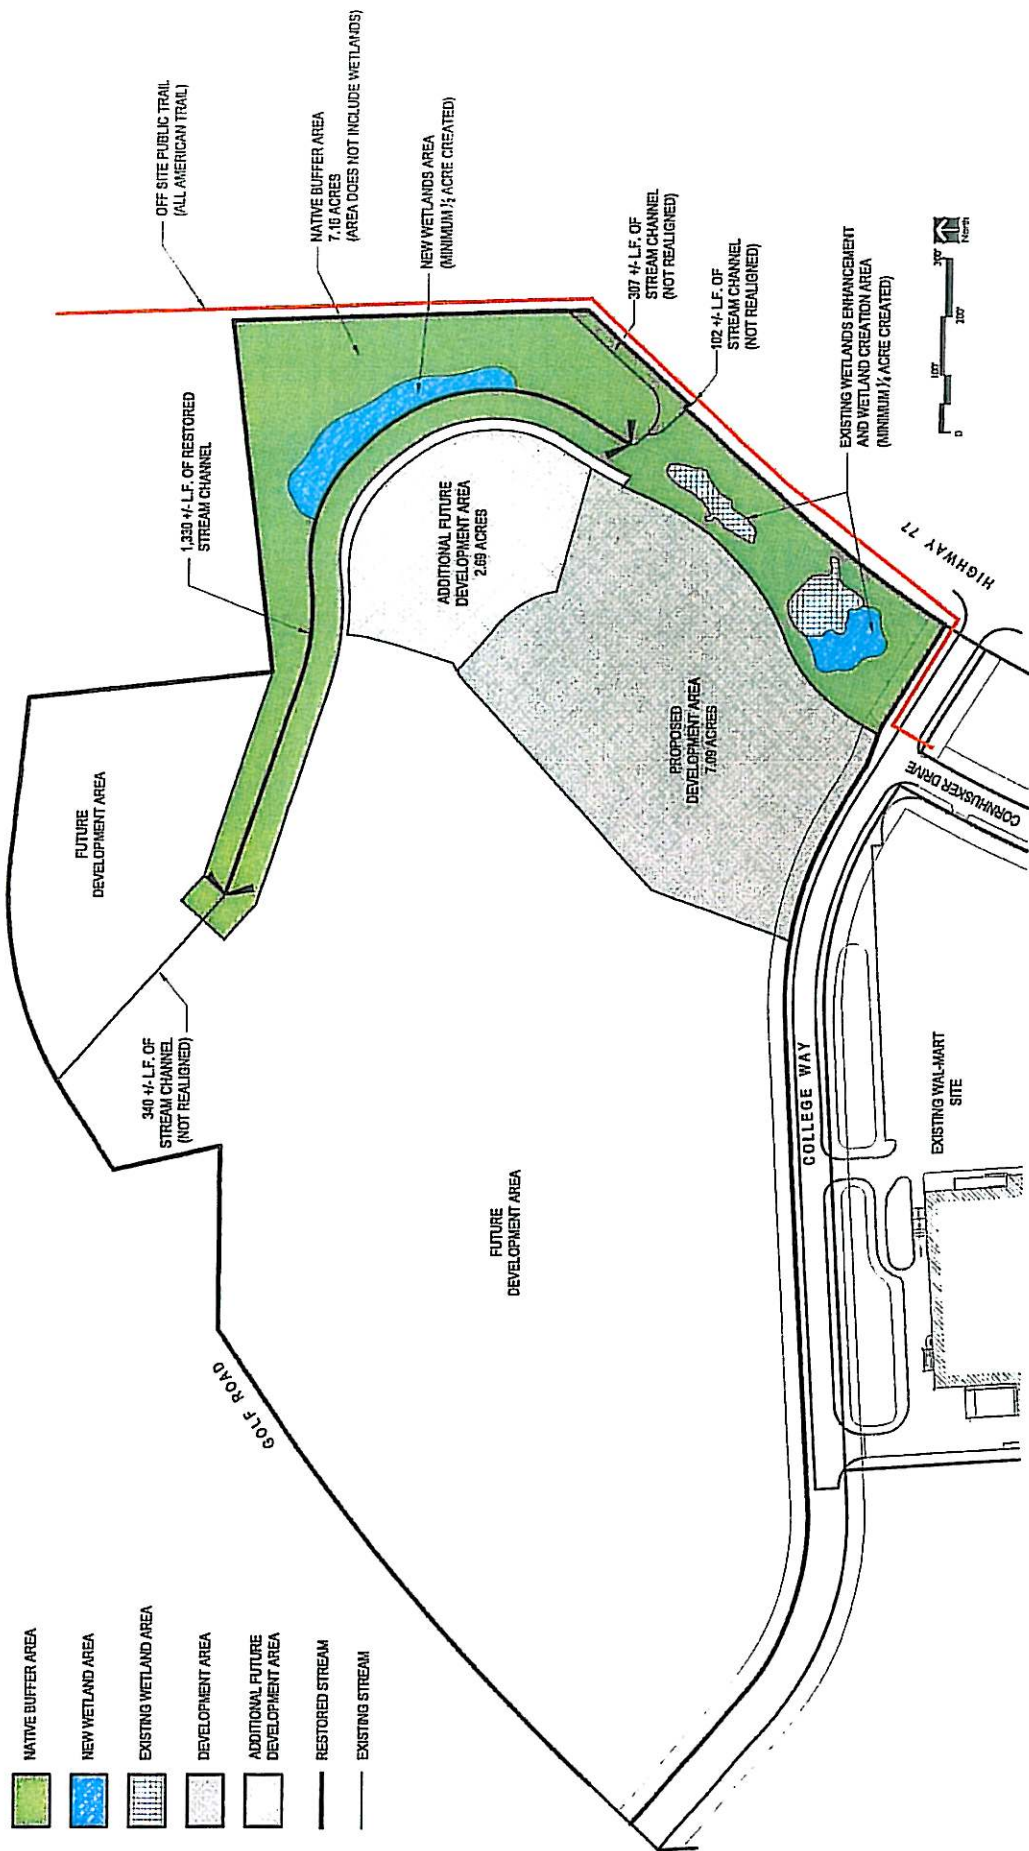 NATIVE BUFFER AREA
NEW WETLAND AREA
EXISTING WETLAND AREA
DEVELOPMENT AREA
ADDITIONAL FUTURE
DEVELOPMENT AREA
RESTORED STREAM
EXISTING STREAM
GOLF ROAD
340 +/- L.F. OF
STREAM CHANNEL
(NOT REALIGNED)
FUTURE
DEVELOPMENT AREA
FUTURE
DEVELOPMENT AREA
1,330 +/- L.F. OF RESTORED
STREAM CHANNEL
OFF SITE PUBLIC TRAIL
(ALL AMERICAN TRAIL)
NATIVE BUFFER AREA
7.16 ACRES
(AREA DOES NOT INCLUDE WETLANDS)
NEW WETLANDS AREA
(MINIMUM ½ ACRE CREATED)
ADDITIONAL FUTURE
DEVELOPMENT AREA
2.69 ACRES
PROPOSED
DEVELOPMENT AREA
7.09 ACRES
307 +/- L.F. OF
STREAM CHANNEL
(NOT REALIGNED)
102 +/- L.F. OF
STREAM CHANNEL
(NOT REALIGNED)
EXISTING WETLANDS ENHANCEMENT
AND WETLAND CREATION AREA
(MINIMUM ACRE CREATED)
COLLEGE WAY
EXISTING WAL-MART
SITE
CORNHUSKER DRIVE
HIGHWAY 77
0 100' 200' 300'
North